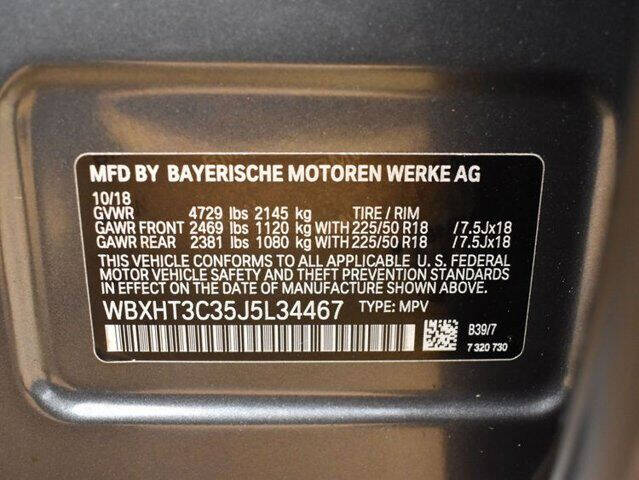 MFD BY BAYERISCHE MOTOREN WERKE AG
10/18
GVWR 4729 lbs 2145 kg TIRE / RIM
GAWR FRONT 2469 lbs 1120 kg WITH 225/50 R18 /7.5Jx18
GAWR REAR 2381 lbs 1080 kg WITH 225/50 R18 /7.5Jx18
THIS VEHICLE CONFORMS TO ALL APPLICABLE U. S. FEDERAL
MOTOR VEHICLE SAFETY BUMPER, AND THEFT PREVENTION STANDARDS
IN EFFECT ON THE DATE OF MANUFACTURE SHOWN ABOVE.
WBXHT3C35J5L34467 TYPE: MPV
B39/7
7 320 730